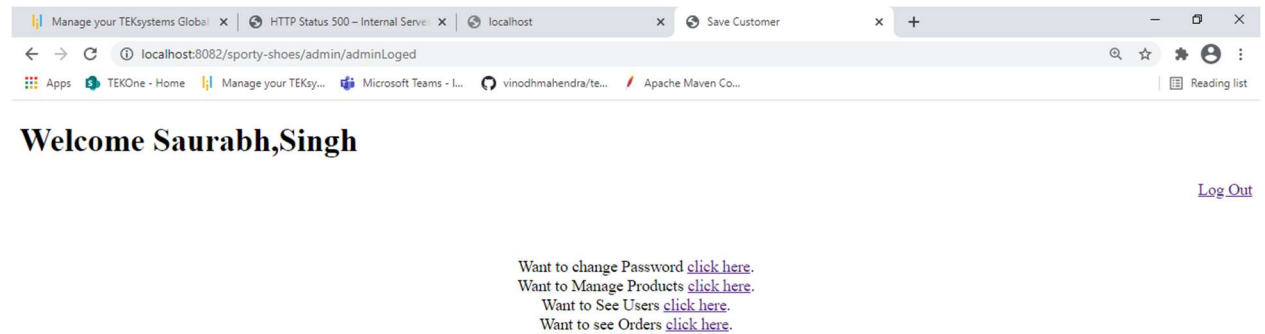 Manage your TEKsystems Global
HTTP Status 500 – Internal Server
localhost
Save Customer
localhost:8082/sporty-shoes/admin/adminLoged
Apps
TEKOne - Home
Manage your TEKsy...
Microsoft Teams - I...
vinodhmahendra/te...
Apache Maven Co...
Reading list
Welcome Saurabh,Singh
Log Out
Want to change Password click here.
Want to Manage Products click here.
Want to See Users click here.
Want to see Orders click here.